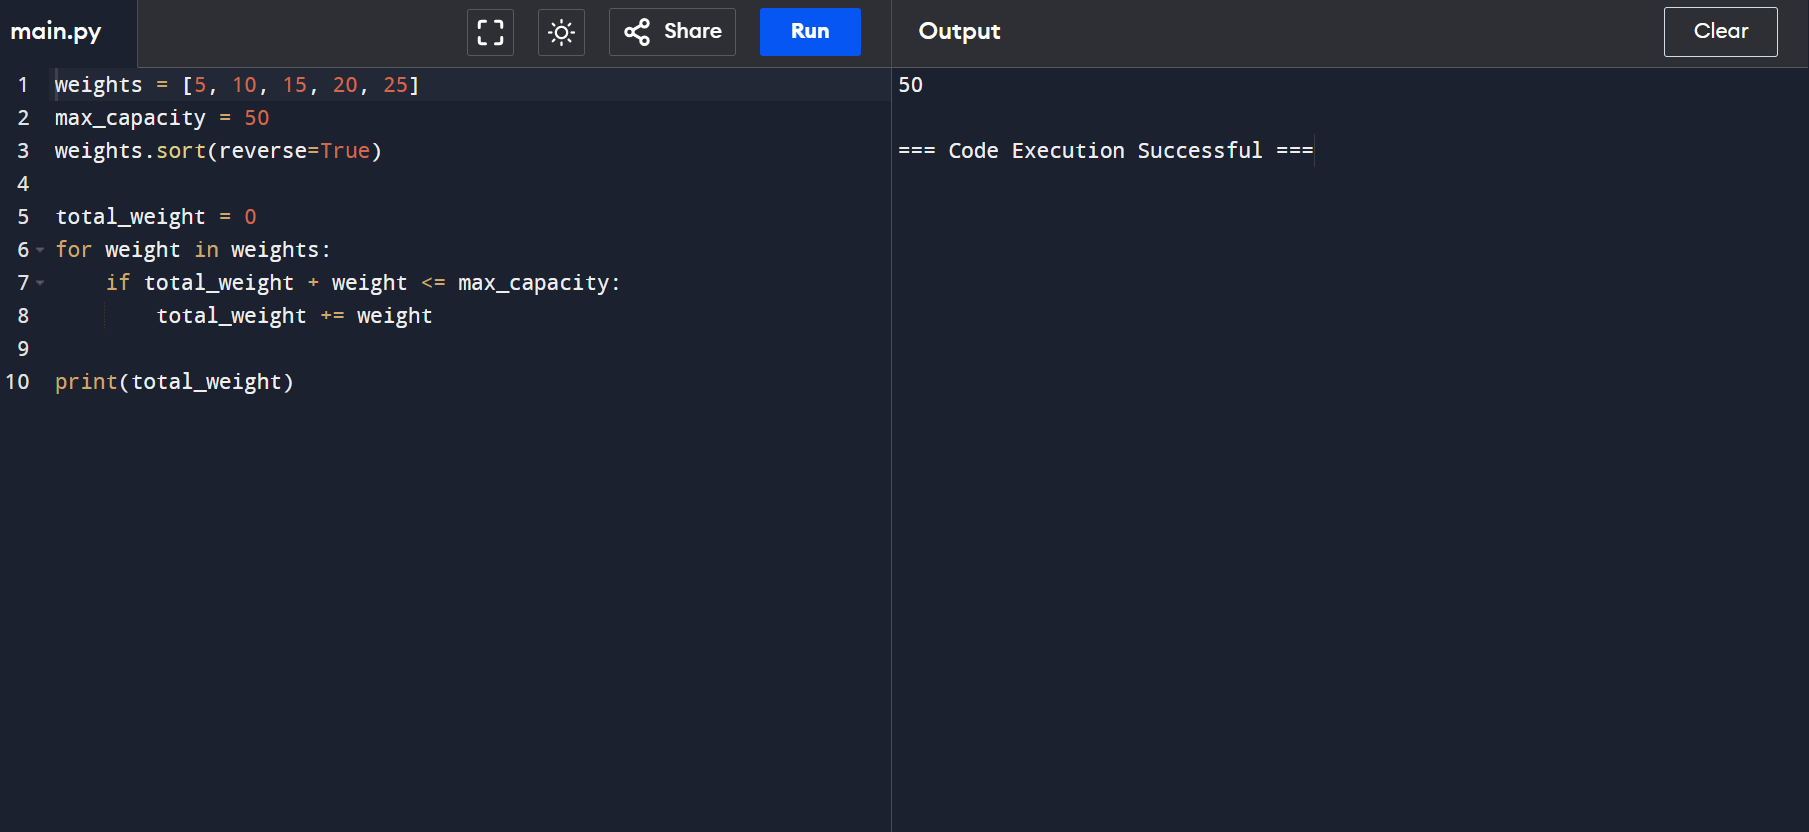 main.py
Share
Run
Output
Clear
1 weights = [5, 10, 15, 20, 25]
2 max_capacity = 50
3 weights.sort(reverse=True)
4
5 total_weight = 0
6 for weight in weights:
7     if total_weight + weight <= max_capacity:
8         total_weight += weight
9
10 print(total_weight)
50
=== Code Execution Successful ===